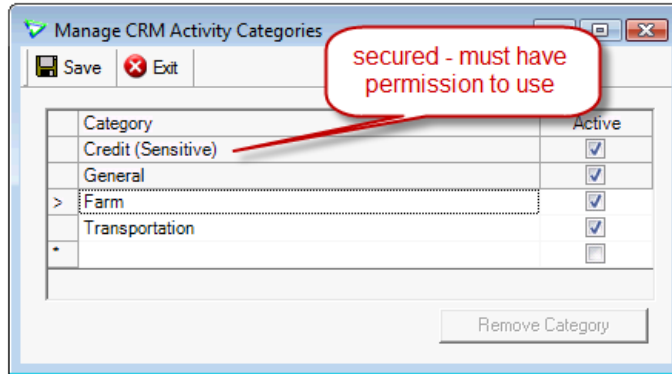 Manage CRM Activity Categories
Save Exit
secured - must have
permission to use
Category Active
Credit (Sensitive)
General
> Farm
Transportation
*
Remove Category